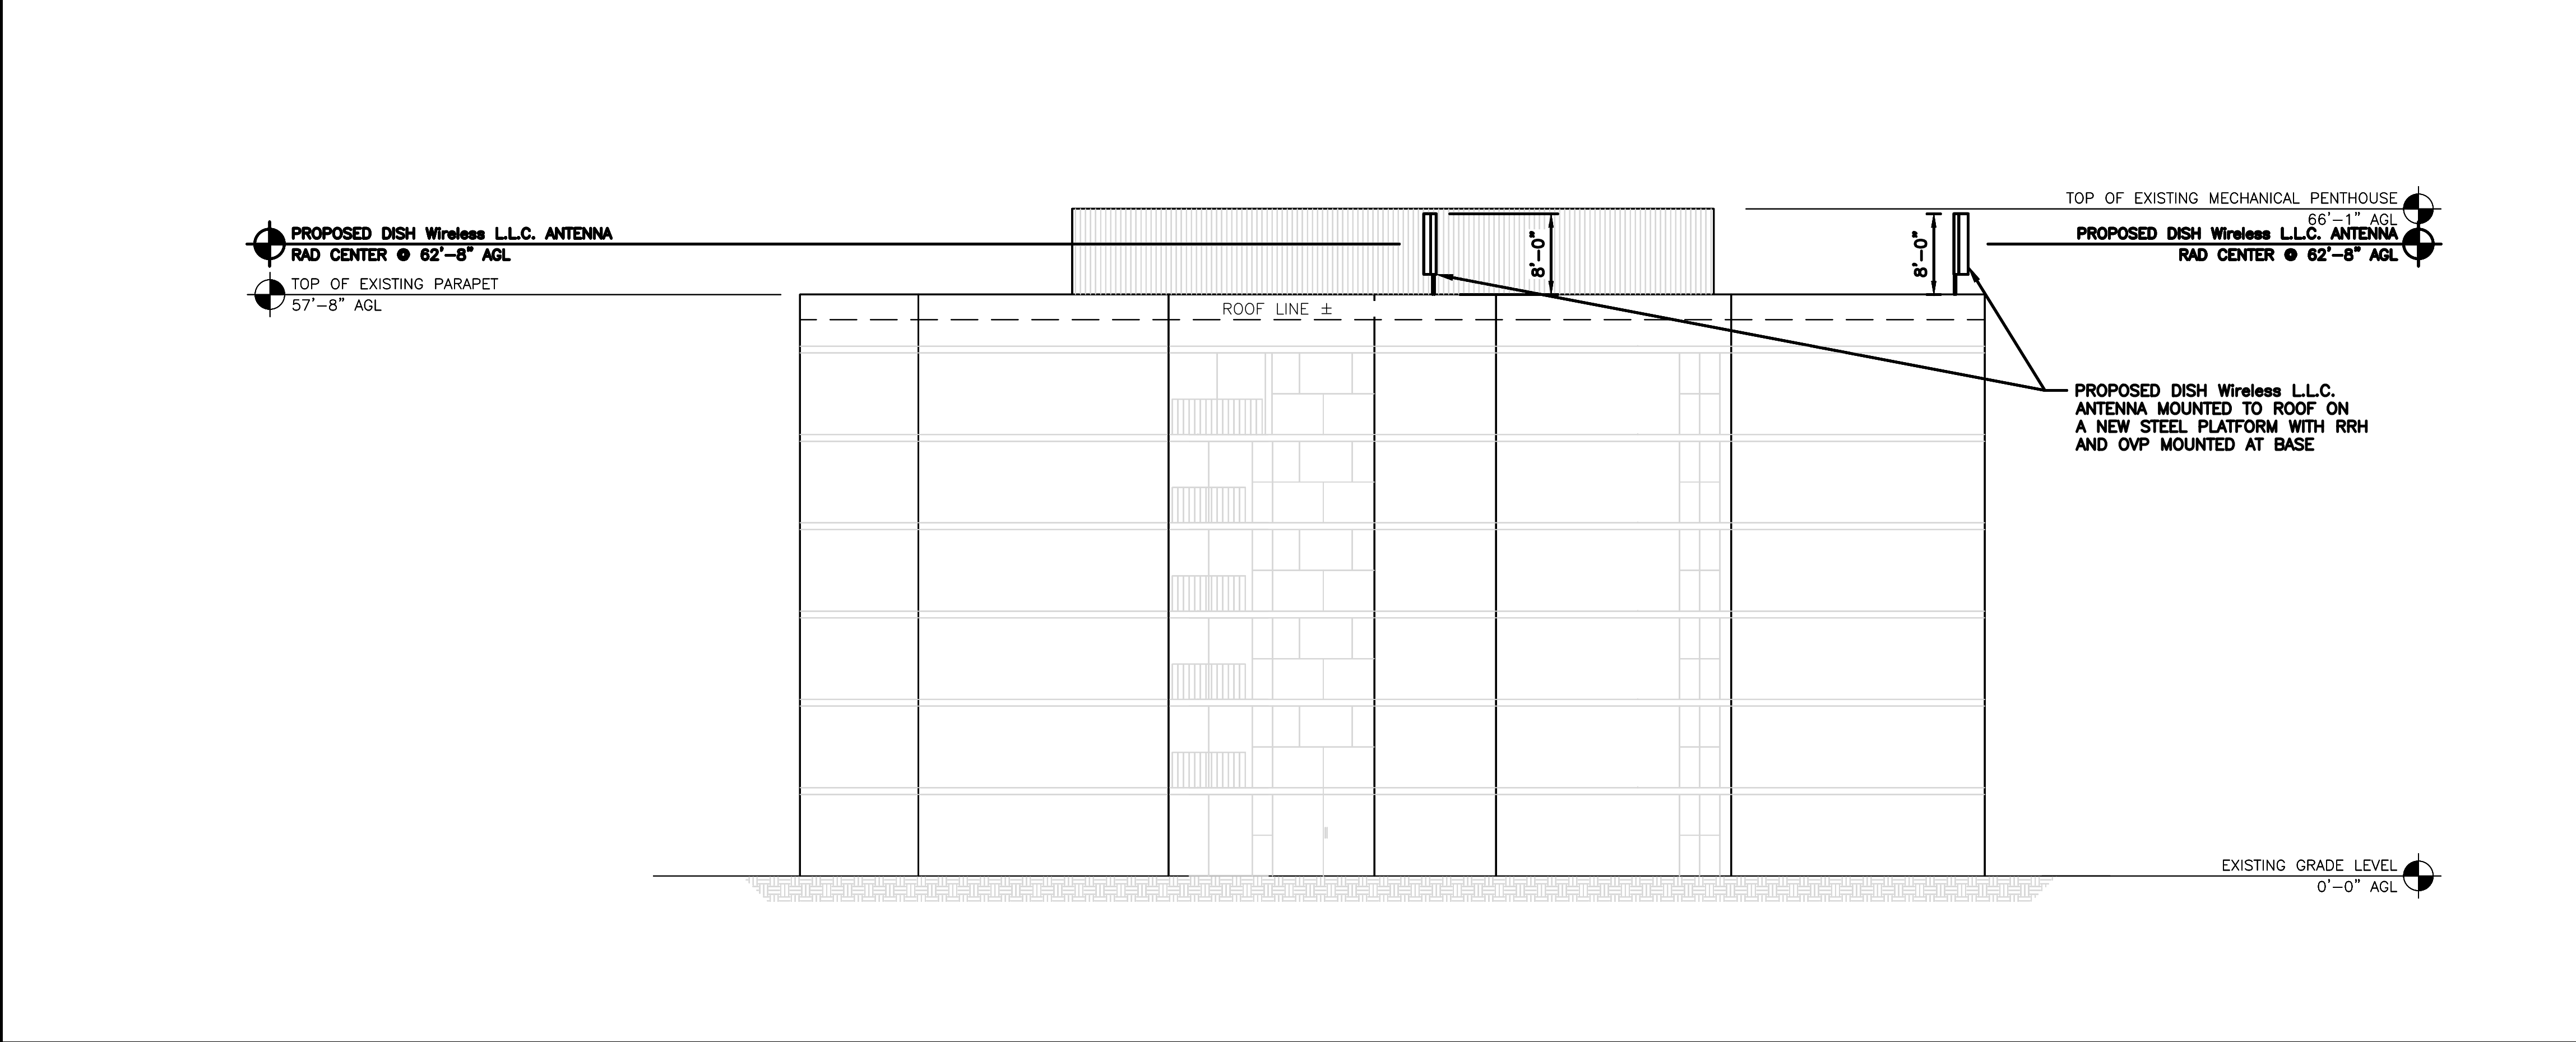 TOP OF EXISTING MECHANICAL PENTHOUSE
66'-1" AGL
PROPOSED DISH Wireless L.L.C. ANTENNA
RAD CENTER @ 62'-8" AGL
PROPOSED DISH Wireless L.L.C. ANTENNA
RAD CENTER @ 62'-8" AGL
TOP OF EXISTING PARAPET
57'-8" AGL
8'-0"
8'-0"
ROOF LINE ±
PROPOSED DISH Wireless L.L.C.
ANTENNA MOUNTED TO ROOF ON
A NEW STEEL PLATFORM WITH RRH
AND OVP MOUNTED AT BASE
EXISTING GRADE LEVEL
0'-0" AGL